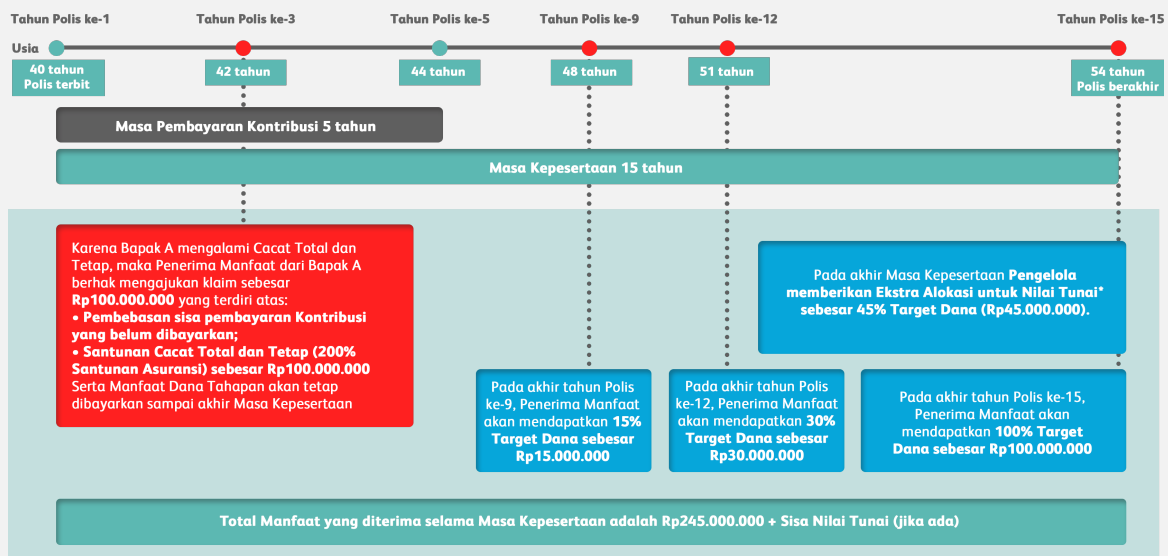 Tahun Polis ke-1
Tahun Polis ke-3
Tahun Polis ke-5
Tahun Polis ke-9
Tahun Polis ke-12
Tahun Polis ke-15
Usia
40 tahun
Polis terbit
42 tahun
44 tahun
48 tahun
51 tahun
54 tahun
Polis berakhir
Masa Pembayaran Kontribusi 5 tahun
Masa Kepesertaan 15 tahun
Karena Bapak A mengalami Cacat Total dan
Tetap, maka Penerima Manfaat dari Bapak A
berhak mengajukan klaim sebesar
Rp100.000.000 yang terdiri atas:
• Pembebasan sisa pembayaran Kontribusi
yang belum dibayarkan;
• Santunan Cacat Total dan Tetap (200%
Santunan Asuransi) sebesar Rp100.000.000
Serta Manfaat Dana Tahapan akan tetap
dibayarkan sampai akhir Masa Kepesertaan
Pada akhir Masa Kepesertaan Pengelola
memberikan Ekstra Alokasi untuk Nilai Tunai*
sebesar 45% Target Dana (Rp45.000.000).
Pada akhir tahun Polis
ke-9, Penerima Manfaat
akan mendapatkan 15%
Target Dana sebesar
Rp15.000.000
Pada akhir tahun Polis
ke-12, Penerima Manfaat
akan mendapatkan 30%
Target Dana sebesar
Rp30.000.000
Pada akhir tahun Polis ke-15,
Penerima Manfaat akan
mendapatkan 100% Target
Dana sebesar Rp100.000.000
Total Manfaat yang diterima selama Masa Kepesertaan adalah Rp245.000.000 + Sisa Nilai Tunai (jika ada)